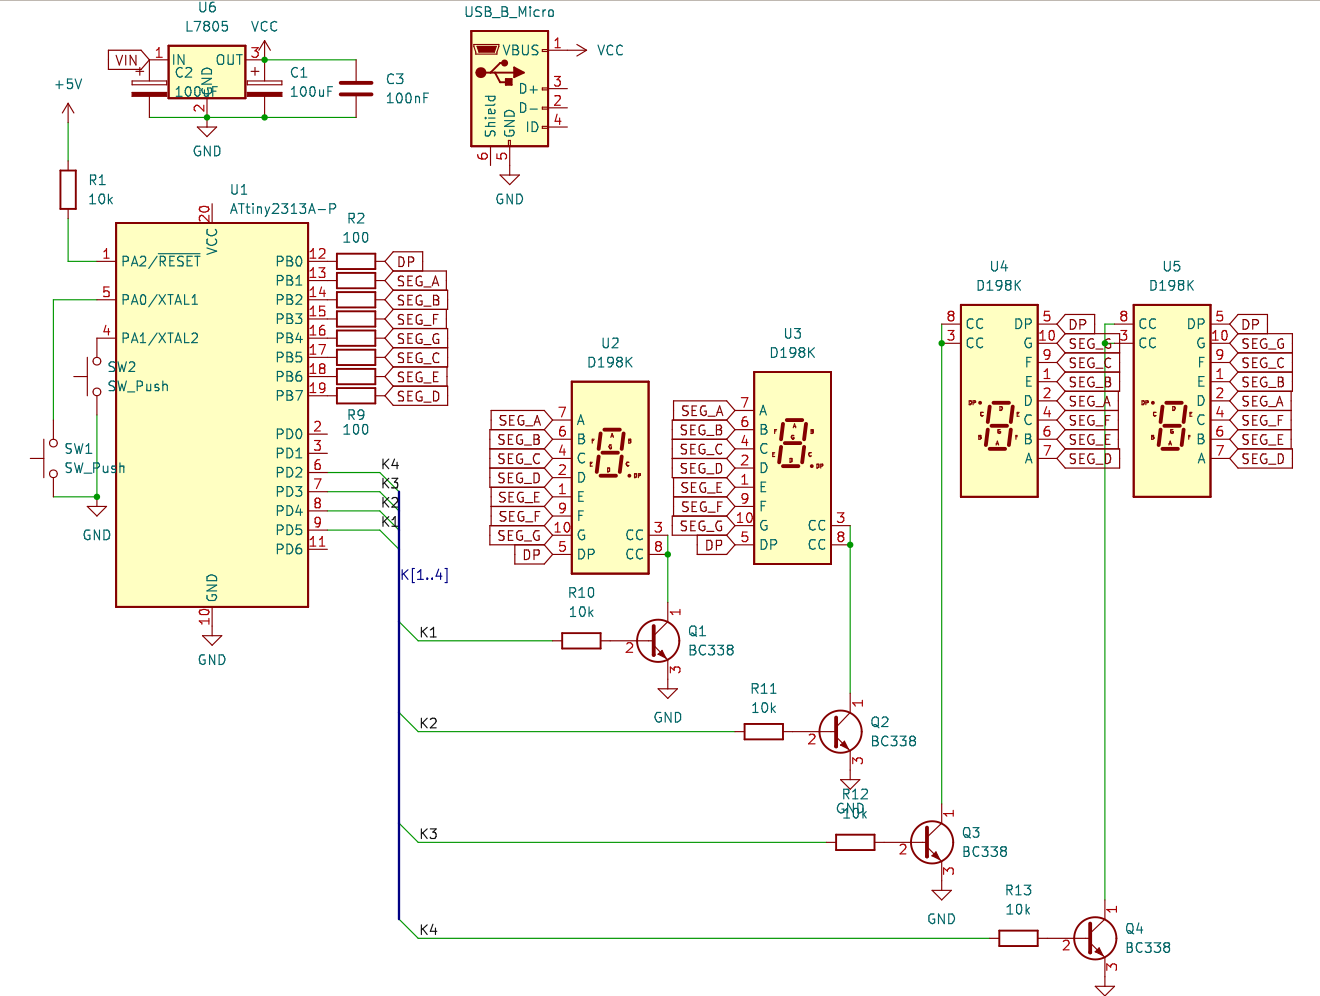 U6
L7805
VCC
VIN
1
IN
OUT
3
GND
2
C2
100uF
C1
100uF
C3
100nF
GND
USB_B_Micro
VBUS
1
VCC
D+
3
D-
2
ID
4
Shield
GND
6
5
GND
+5V
R1
10k
U1
ATtiny2313A-P
20
VCC
1
PA2/RESET
5
PA0/XTAL1
4
PA1/XTAL2
SW2
SW_Push
SW1
SW_Push
GND
R2
100
PB0
12
DP
PB1
13
SEG_A
PB2
14
SEG_B
PB3
15
SEG_F
PB4
16
SEG_G
PB5
17
SEG_C
PB6
18
SEG_E
PB7
19
SEG_D
R9
100
PD0
2
PD1
3
PD2
6
K4
PD3
7
K3
PD4
8
K2
PD5
9
K1
PD6
11
GND
10
GND
K[1..4]
U2
D198K
SEG_A
7
A
SEG_B
6
B
SEG_C
4
C
SEG_D
2
D
SEG_E
1
E
SEG_F
9
F
SEG_G
10
G
CC
3
DP
5
DP
CC
8
A
F
B
G
E
C
D
DP
U3
D198K
SEG_A
7
A
SEG_B
6
B
SEG_C
4
C
SEG_D
2
D
SEG_E
1
E
SEG_F
9
F
SEG_G
10
G
CC
3
DP
5
DP
CC
8
A
F
B
G
E
C
D
DP
U4
D198K
8
CC
3
CC
DP
5
DP
G
10
SEG_G
F
9
SEG_C
E
1
SEG_B
D
2
SEG_A
C
4
SEG_F
B
6
SEG_E
A
7
SEG_D
DP
D
C
E
G
B
F
A
U5
D198K
8
CC
3
CC
DP
5
DP
G
10
SEG_G
F
9
SEG_C
E
1
SEG_B
D
2
SEG_A
C
4
SEG_F
B
6
SEG_E
A
7
SEG_D
DP
D
C
E
G
B
F
A
K1
R10
10k
2
1
3
Q1
BC338
GND
K2
R11
10k
2
1
3
Q2
BC338
GND
K3
R12
10k
2
1
3
Q3
BC338
GND
K4
R13
10k
2
1
3
Q4
BC338